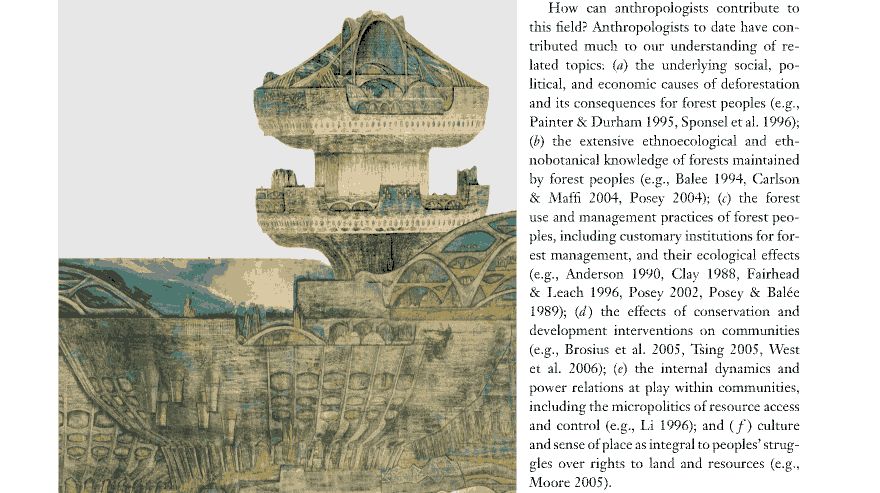 How can anthropologists contribute to
this field? Anthropologists to date have con-
tributed much to our understanding of re-
lated topics: (a) the underlying social, po-
litical, and economic causes of deforestation
and its consequences for forest peoples (e.g.,
Painter & Durham 1995, Sponsel et al. 1996);
(b) the extensive ethnoecological and eth-
nobotanical knowledge of forests maintained
by forest peoples (e.g., Balee 1994, Carlson
& Maffi 2004, Posey 2004); (c) the forest
use and management practices of forest peo-
ples, including customary institutions for for-
est management, and their ecological effects
(e.g., Anderson 1990, Clay 1988, Fairhead
& Leach 1996, Posey 2002, Posey & Balée
1989); (d) the effects of conservation and
development interventions on communities
(e.g., Brosius et al. 2005, Tsing 2005, West
et al. 2006); (e) the internal dynamics and
power relations at play within communities,
including the micropolitics of resource access
and control (e.g., Li 1996); and (f) culture
and sense of place as integral to peoples' strug-
gles over rights to land and resources (e.g.,
Moore 2005).